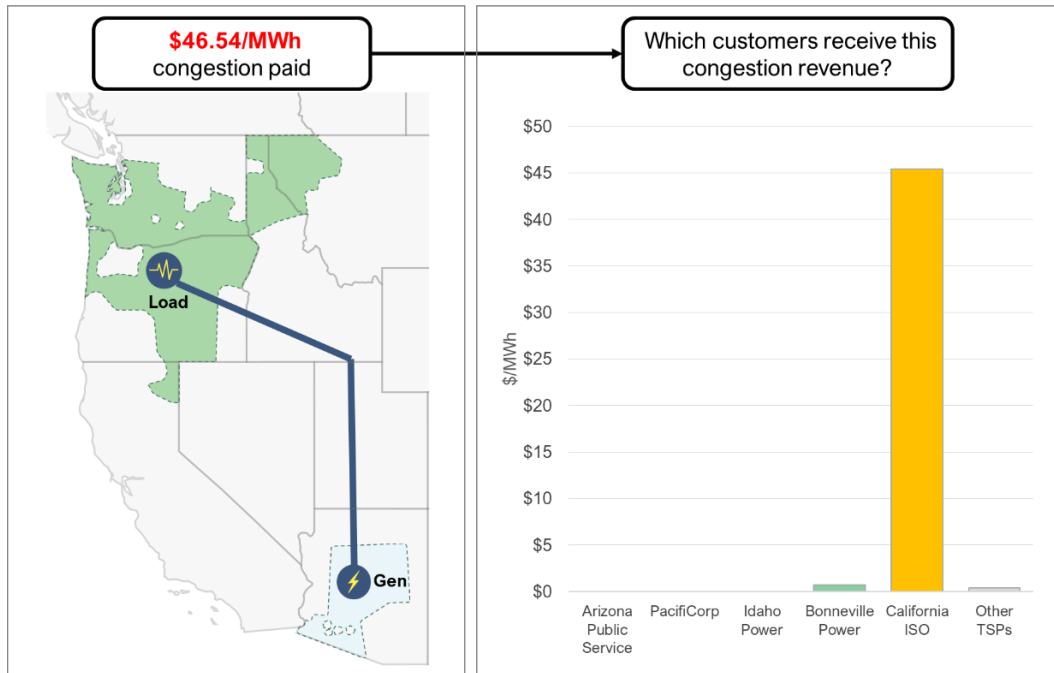 $46.54/MWh
congestion paid
Which customers receive this
congestion revenue?
Load
Gen
$/MWh
$50
$45
$40
$35
$30
$25
$20
$15
$10
$5
$0
Arizona
Public
Service
PacifiCorp
Idaho
Power
Bonneville
Power
California
ISO
Other
TSPs